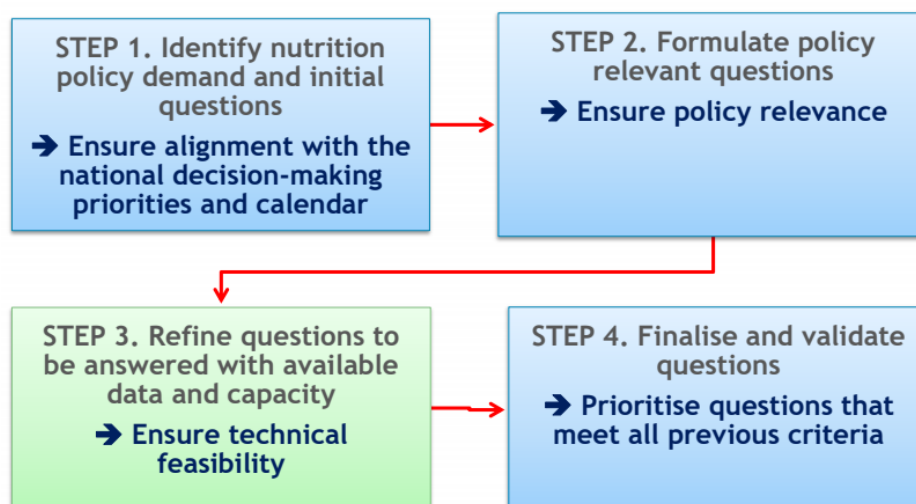 STEP 1. Identify nutrition
policy demand and initial
questions
➔ Ensure alignment with the
national decision-making
priorities and calendar
STEP 2. Formulate policy
relevant questions
➔ Ensure policy relevance
STEP 3. Refine questions to
be answered with available
data and capacity
➔ Ensure technical
feasibility
STEP 4. Finalise and validate
questions
➔ Prioritise questions that
meet all previous criteria